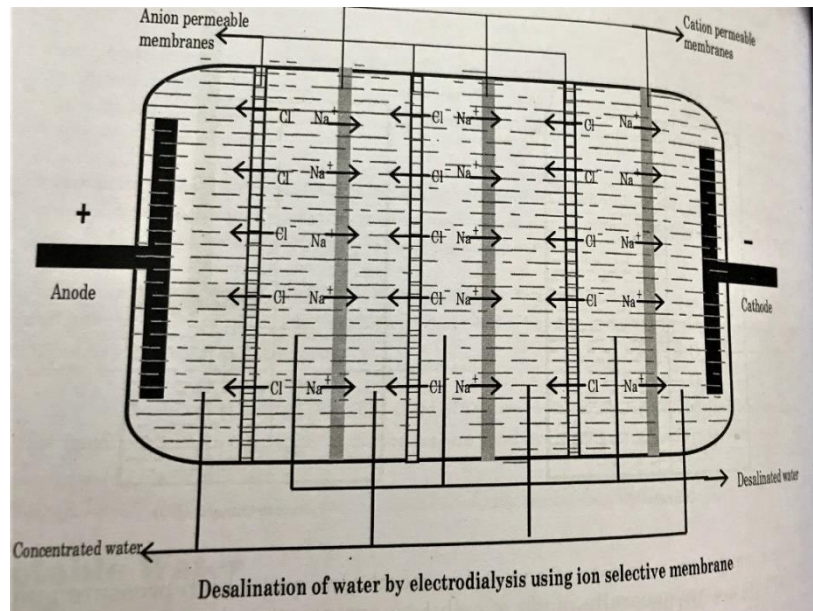 Anion permeable
membranes
Cation permeable
membranes
Cl⁻ Na⁺ Cl⁻ Na⁺ Cl⁻ Na⁺
Cl⁻ Na⁺ Cl⁻ Na⁺ Cl⁻ Na⁺
+
Cl⁻ Na⁺ Cl⁻ Na⁺ Cl⁻ Na⁺
-
Anode
Cl⁻ Na⁺ Cl⁻ Na⁺ Cl⁻ Na⁺
Cathode
Cl⁻ Na⁺ Cl⁻ Na⁺ Cl⁻ Na⁺
Desalinated water
Concentrated water
Desalination of water by electrodialysis using ion selective membrane